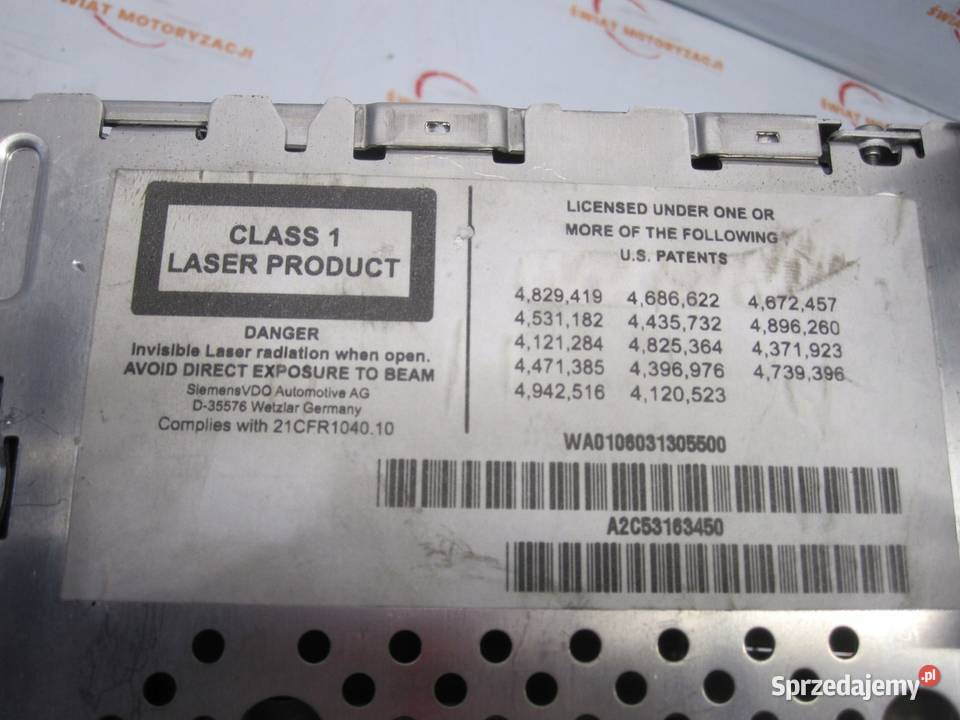 ŚWIAT MOTORYZACJI
ŚWIAT MOTORYZACJI
ŚWIAT MOTORYZACJI
CLASS 1
LASER PRODUCT
DANGER
Invisible Laser radiation when open.
AVOID DIRECT EXPOSURE TO BEAM
SiemensVDO Automotive AG
D-35576 Wetzlar Germany
Complies with 21CFR1040.10
LICENSED UNDER ONE OR
MORE OF THE FOLLOWING
U.S. PATENTS
4,829,419 4,686,622 4,672,457
4,531,182 4,435,732 4,896,260
4,121,284 4,825,364 4,371,923
4,471,385 4,396,976 4,739,396
4,942,516 4,120,523
WA0106031305500
A2C53163450
Sprzedajemy.pl